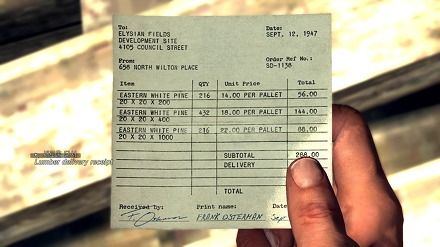 To:
ELYSIAN FIELDS
DEVELOPMENT SITE
4105 COUNCIL STREET
Date:
SEPT. 12, 1947
From:
658 NORTH WILTON PLACE
Order Ref No.:
SD-1138
Item QTY Unit Price Total
EASTERN WHITE PINE 216 14.00 PER PALLET 56.00
20 X 20 X 200
EASTERN WHITE PINE 432 18.00 PER PALLET 144.00
20 X 20 X 400
EASTERN WHITE PINE 216 22.00 PER PALLET 88.00
20 X 20 X 1000
SUBTOTAL 288.00
DELIVERY
TOTAL
Received by: Print name: Date
FRANK OSTERMAN Sep
Lumber delivery receipt